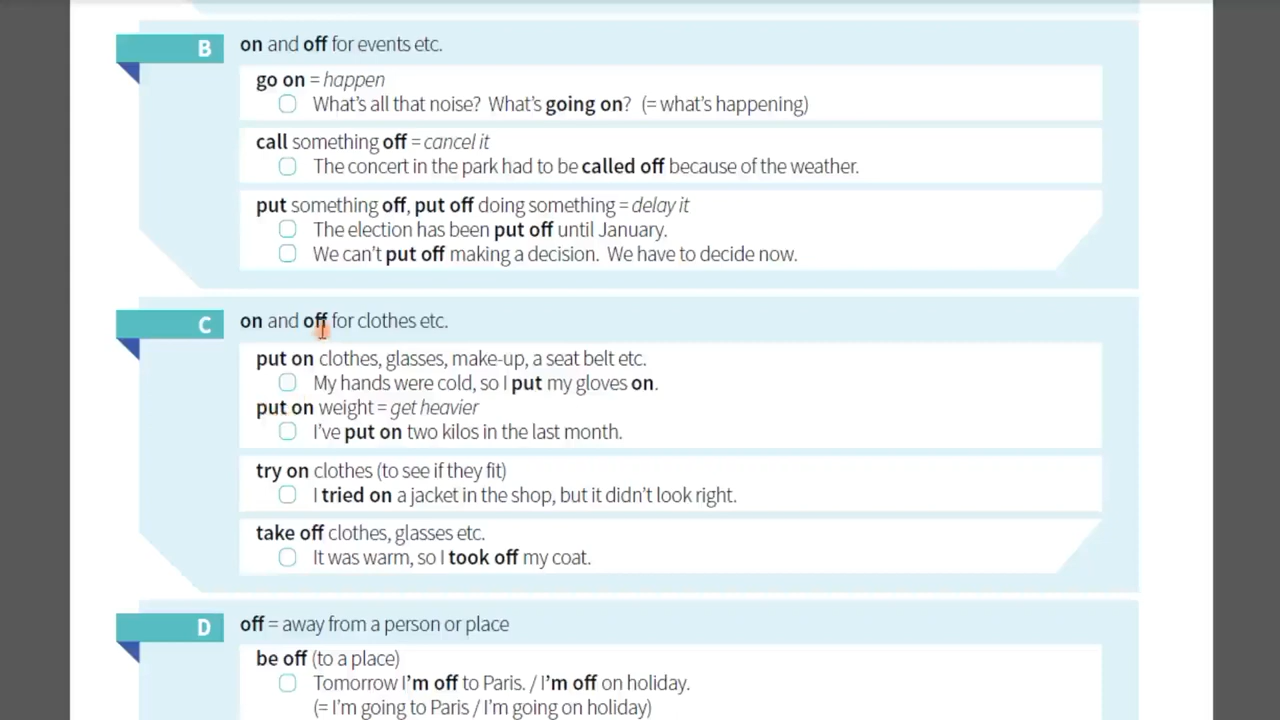 B on and off for events etc.
go on = happen
What's all that noise? What's going on? (= what's happening)
call something off = cancel it
The concert in the park had to be called off because of the weather.
put something off, put off doing something = delay it
The election has been put off until January.
We can't put off making a decision. We have to decide now.
C on and off for clothes etc.
put on clothes, glasses, make-up, a seat belt etc.
My hands were cold, so I put my gloves on.
put on weight = get heavier
I've put on two kilos in the last month.
try on clothes (to see if they fit)
I tried on a jacket in the shop, but it didn't look right.
take off clothes, glasses etc.
It was warm, so I took off my coat.
D off = away from a person or place
be off (to a place)
Tomorrow I'm off to Paris. / I'm off on holiday.
(= I'm going to Paris / I'm going on holiday)